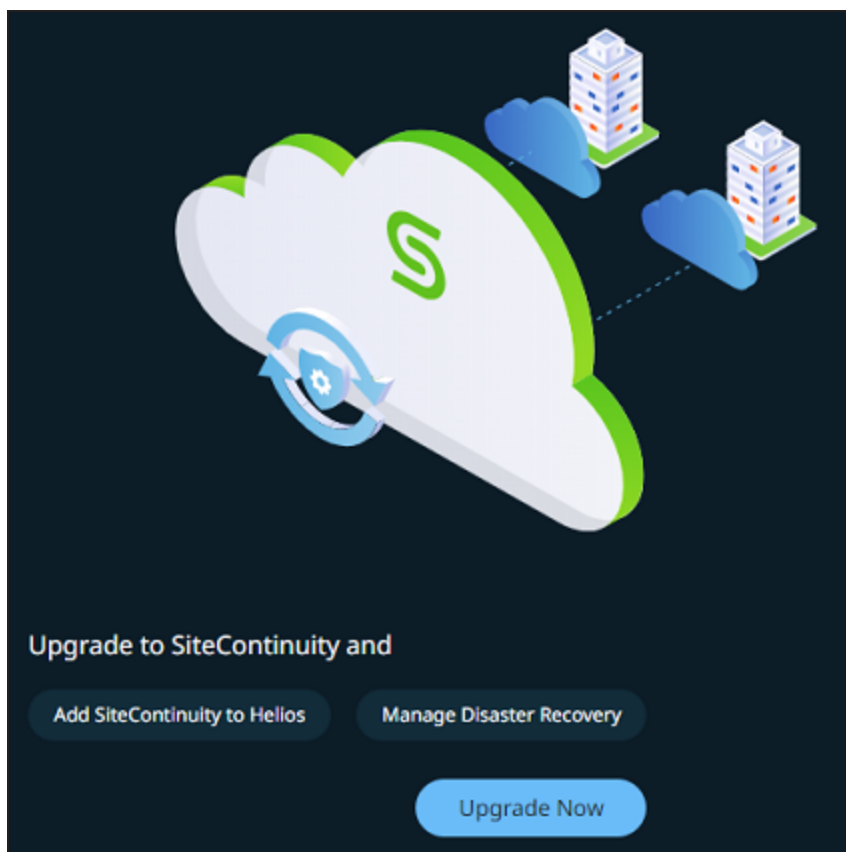 Upgrade to SiteContinuity and
Add SiteContinuity to Helios
Manage Disaster Recovery
Upgrade Now